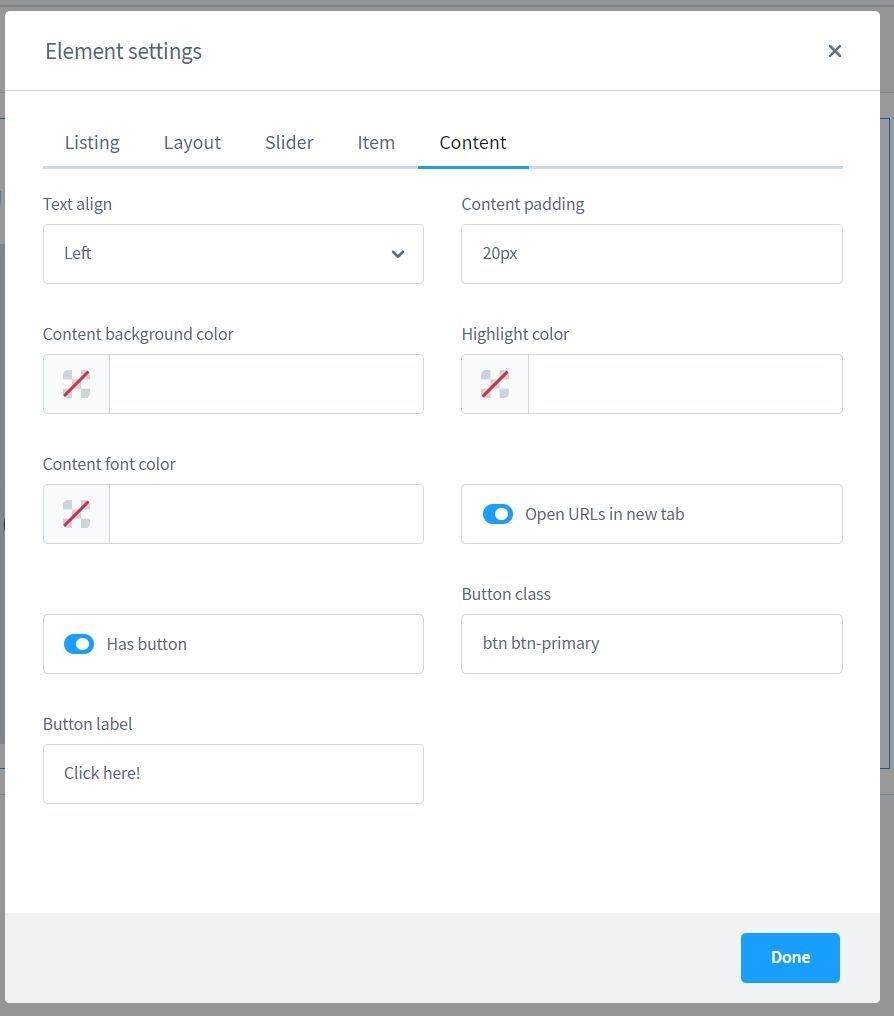 Element settings
Listing Layout Slider Item Content
Text align
Content padding
Left
20px
Content background color
Highlight color
Content font color
Open URLs in new tab
Button class
Has button
btn btn-primary
Button label
Click here!
Done